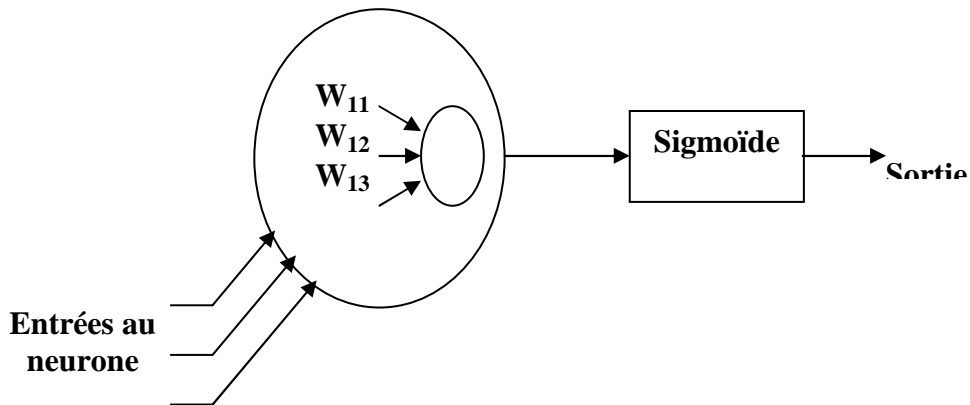 W₁₁
W₁₂
W₁₃
Sigmoïde
Sortie
Entrées au
neurone